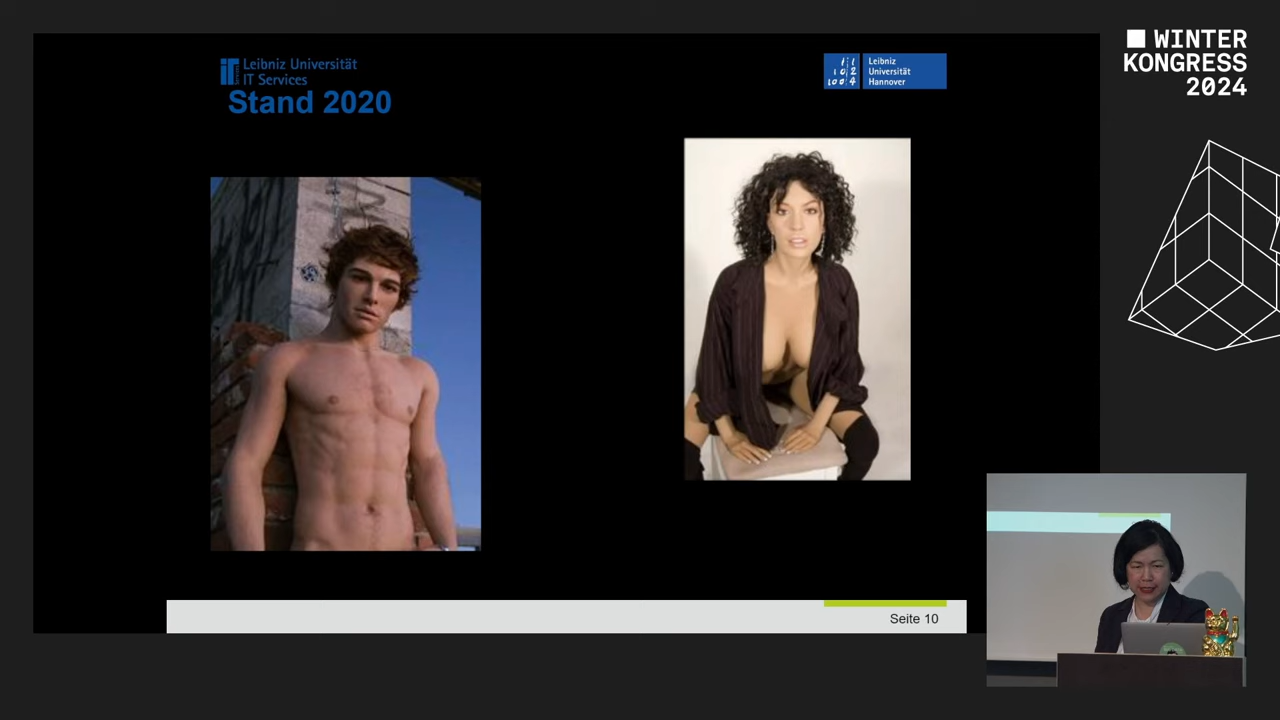 Leibniz Universität
IT Services
Stand 2020
Leibniz
Universität
Hannover
Seite 10
WINTER
KONGRESS
2024